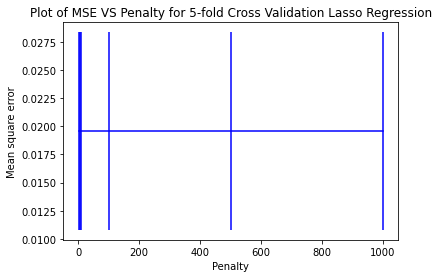 Plot of MSE VS Penalty for 5-fold Cross Validation Lasso Regression
0.0275
0.0250
0.0225
0.0200
0.0175
0.0150
0.0125
0.0100
Mean square error
0 200 400 600 800 1000
Penalty